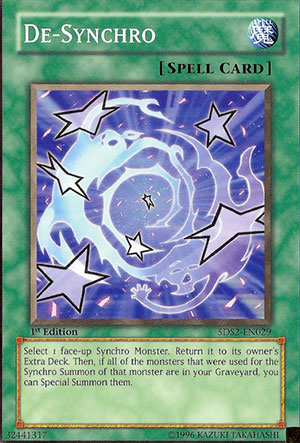 De-Synchro
魔
[Spell Card]
1st Edition
SDS2-EN029
Select 1 face-up Synchro Monster. Return it to its owner's
Extra Deck. Then, if all of the monsters that were used for the
Synchro Summon of that monster are in your Graveyard, you
can Special Summon them.
32441317
©1996 KAZUKI TAKAHASHI